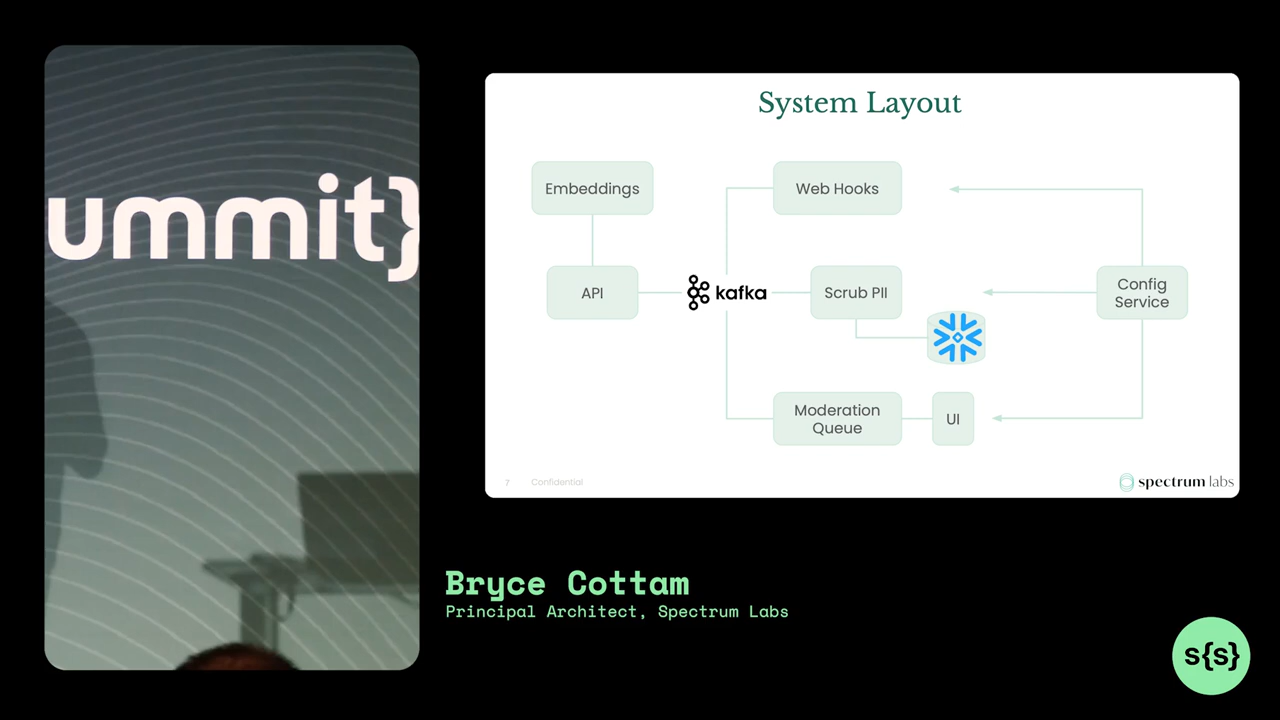 ummit}
System Layout
Embeddings
Web Hooks
API
kafka
Scrub PII
Config
Service
Moderation
Queue
UI
7
Confidential
spectrum labs
Bryce Cottam
Principal Architect, Spectrum Labs
s{s}